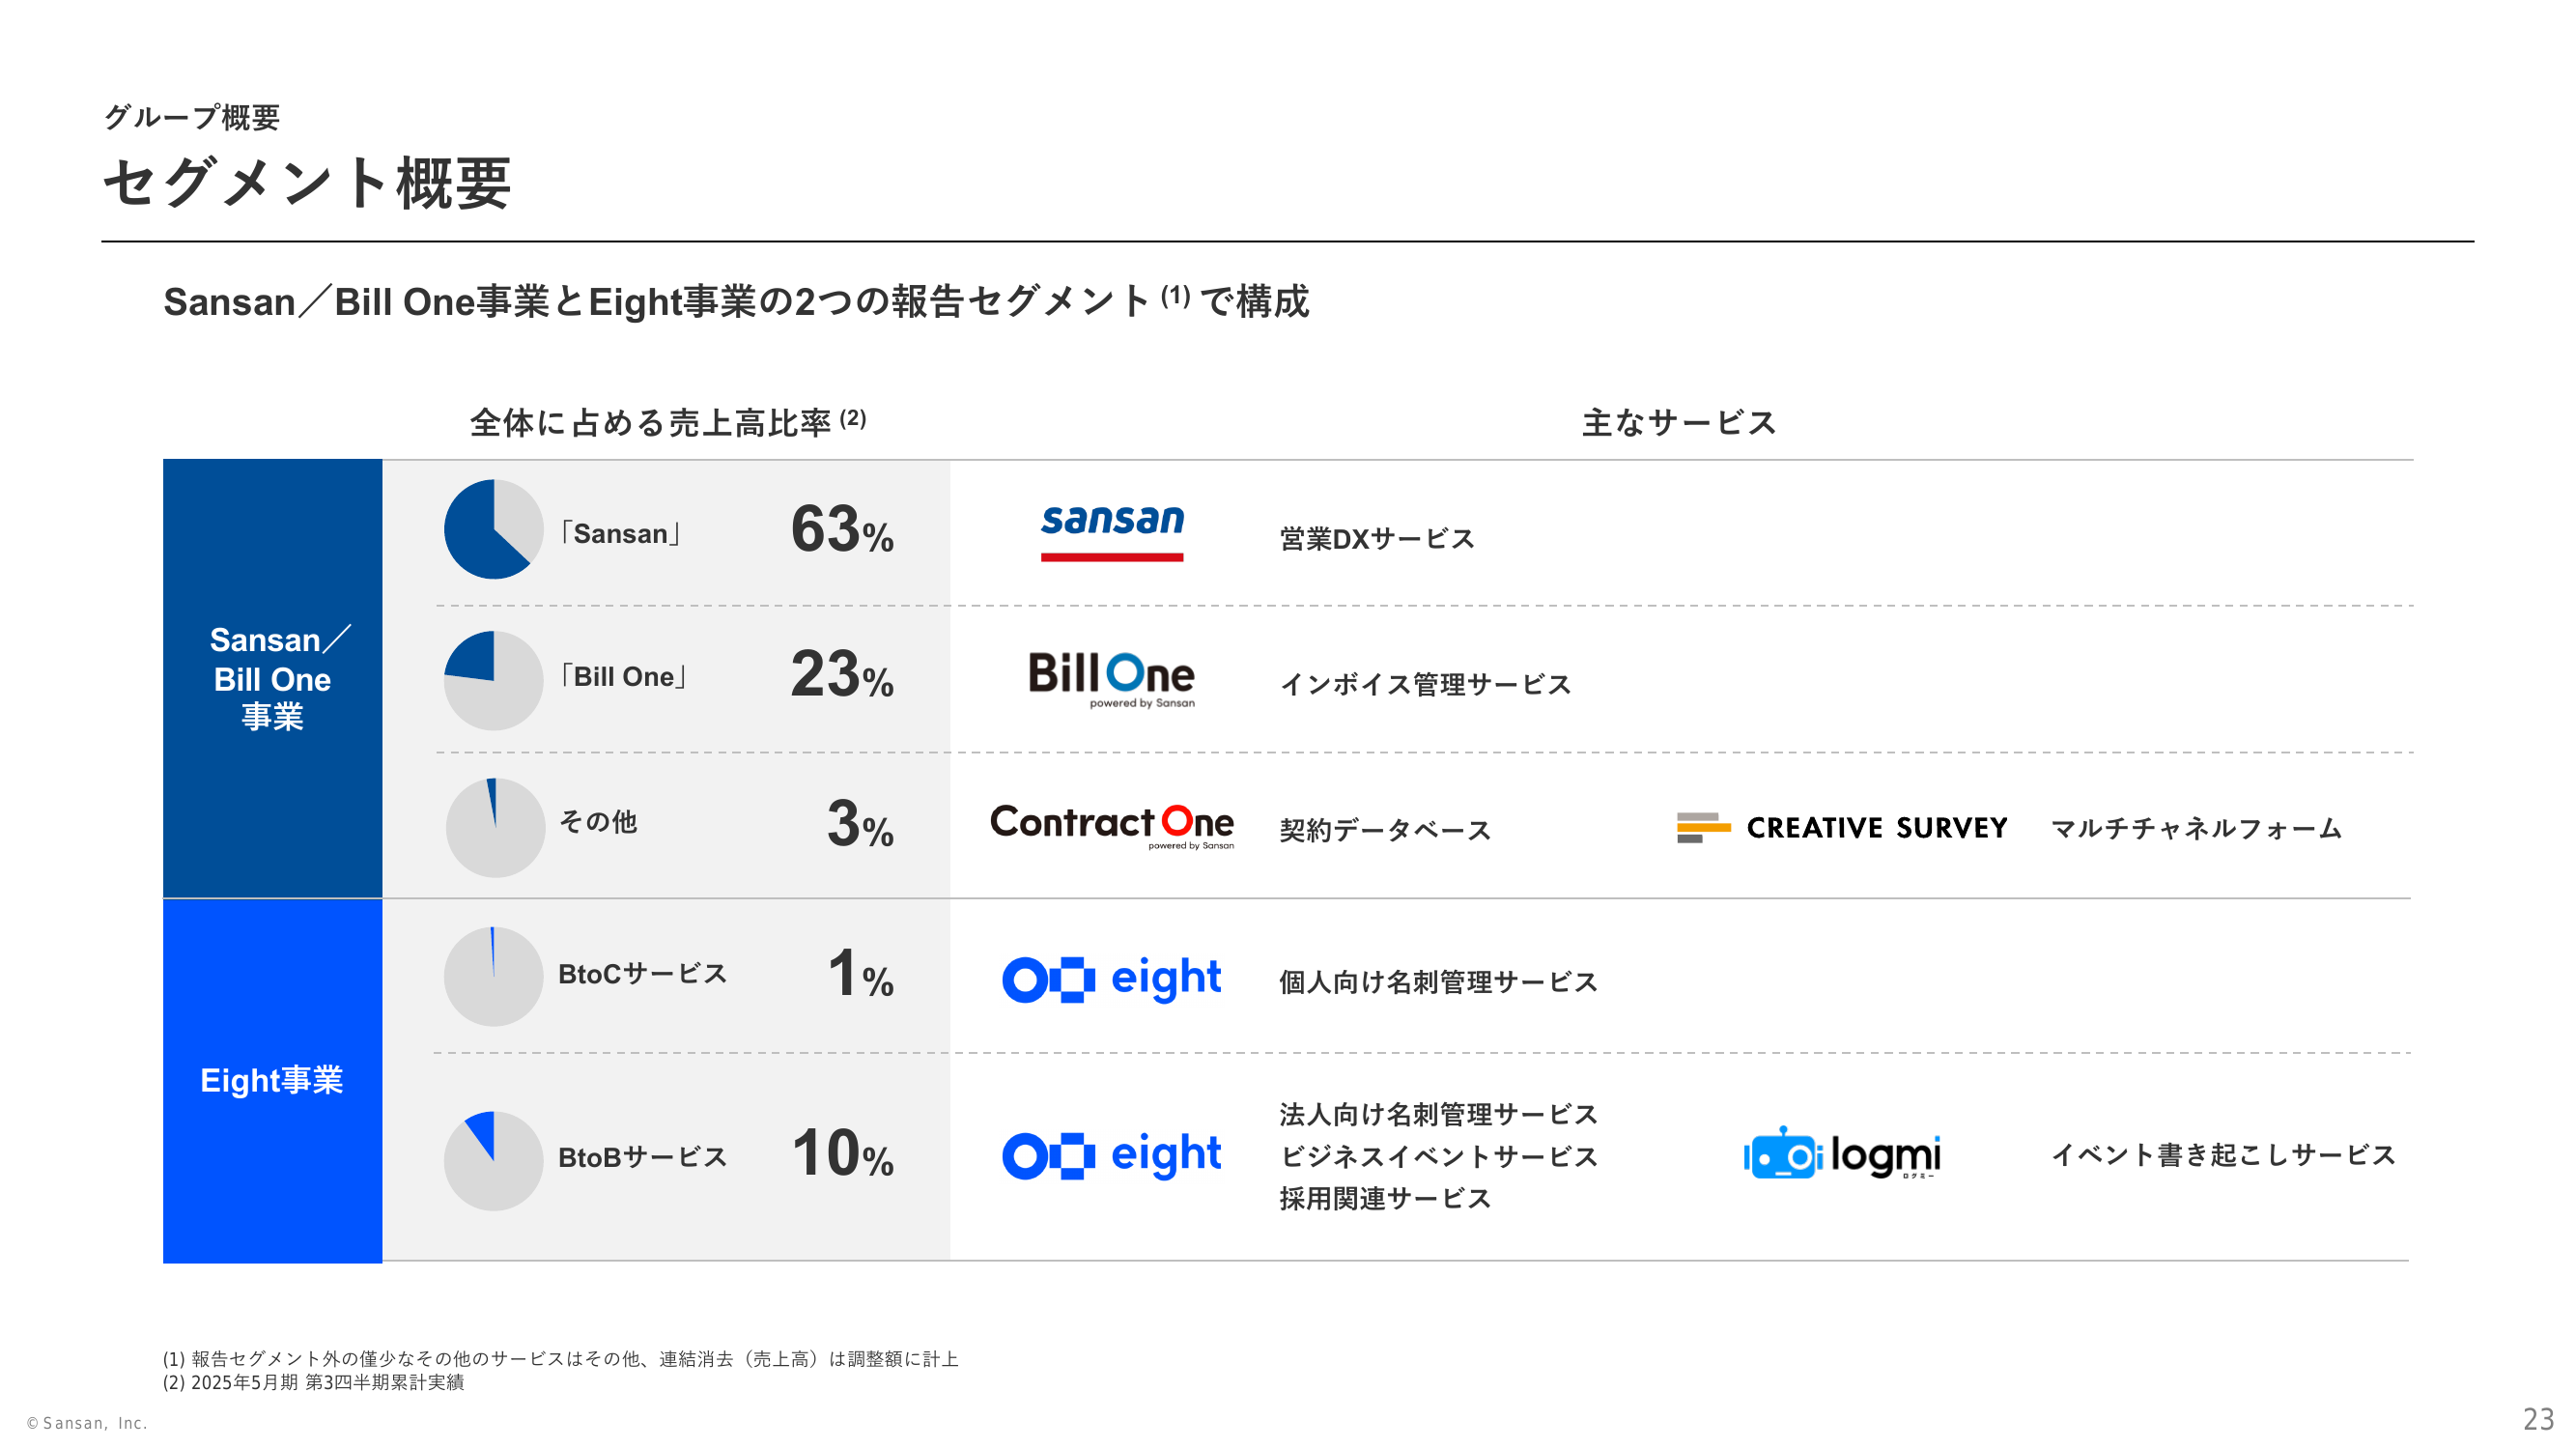 グループ概要
セグメント概要
Sansan／Bill One事業とEight事業の2つの報告セグメント (1) で構成
全体に占める売上高比率 (2)
主なサービス
Sansan／
Bill One
事業
「Sansan」
63%
sansan
営業DXサービス
「Bill One」
23%
Bill One
powered by Sansan
インボイス管理サービス
その他
3%
Contract One
powered by Sansan
契約データベース
CREATIVE SURVEY
マルチチャネルフォーム
Eight事業
BtoCサービス
1%
eight
個人向け名刺管理サービス
BtoBサービス
10%
eight
法人向け名刺管理サービス
ビジネスイベントサービス
採用関連サービス
logmi
ログミー
イベント書き起こしサービス
(1) 報告セグメント外の僅少なその他のサービスはその他、連結消去（売上高）は調整額に計上
(2) 2025年5月期 第3四半期累計実績
© Sansan, Inc.
23